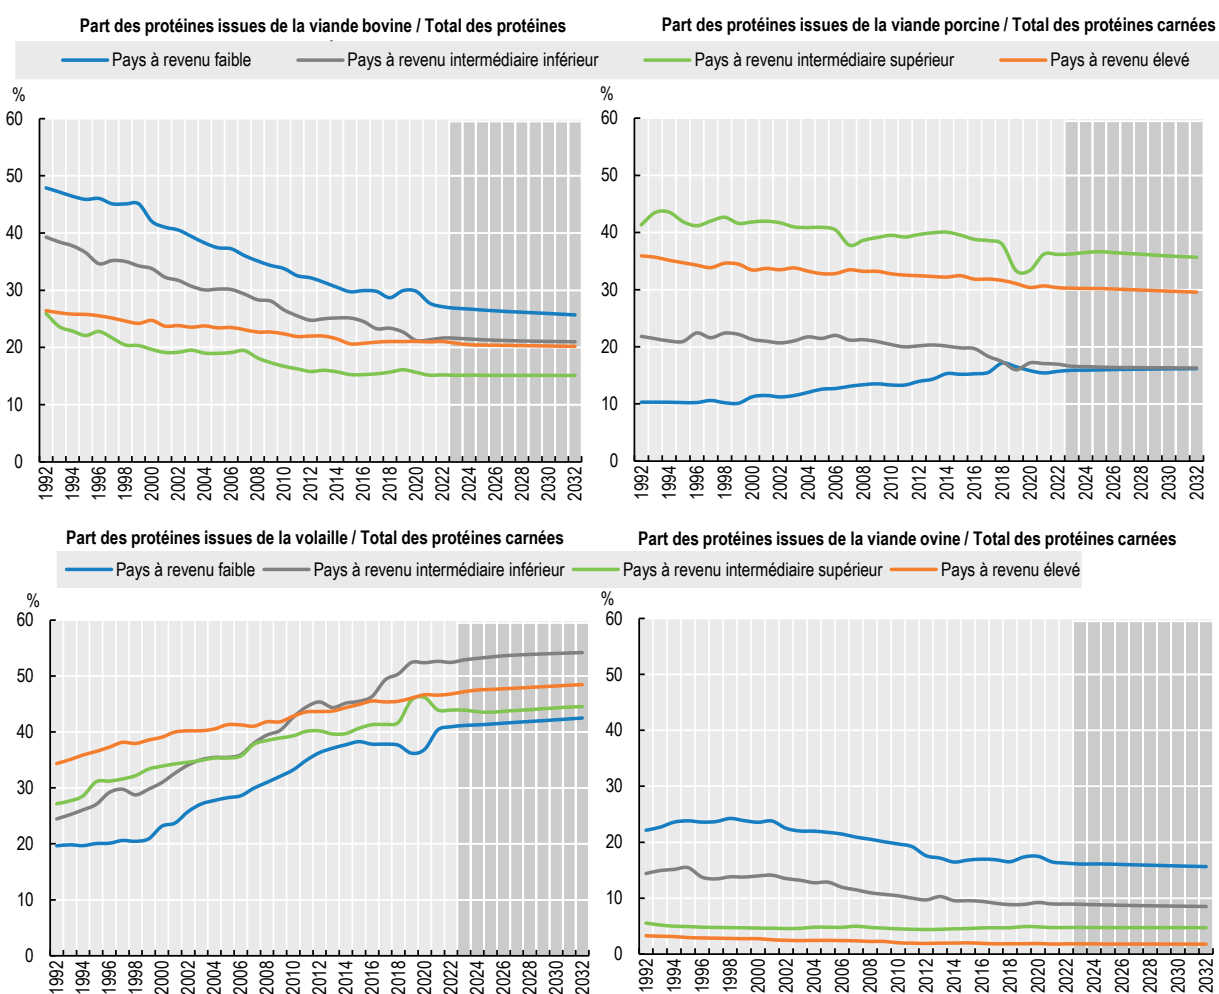 Part des protéines issues de la viande bovine / Total des protéines
Part des protéines issues de la viande porcine / Total des protéines carnées
Pays à revenu faible
Pays à revenu intermédiaire inférieur
Pays à revenu intermédiaire supérieur
Pays à revenu élevé
%
60
50
40
30
20
10
0
1992 1994 1996 1998 2000 2002 2004 2006 2008 2010 2012 2014 2016 2018 2020 2022 2024 2026 2028 2030 2032
%
60
50
40
30
20
10
0
1992 1994 1996 1998 2000 2002 2004 2006 2008 2010 2012 2014 2016 2018 2020 2022 2024 2026 2028 2030 2032
Part des protéines issues de la volaille / Total des protéines carnées
Part des protéines issues de la viande ovine / Total des protéines carnées
Pays à revenu faible
Pays à revenu intermédiaire inférieur
Pays à revenu intermédiaire supérieur
Pays à revenu élevé
%
60
50
40
30
20
10
0
1992 1994 1996 1998 2000 2002 2004 2006 2008 2010 2012 2014 2016 2018 2020 2022 2024 2026 2028 2030 2032
%
60
50
40
30
20
10
0
1992 1994 1996 1998 2000 2002 2004 2006 2008 2010 2012 2014 2016 2018 2020 2022 2024 2026 2028 2030 2032